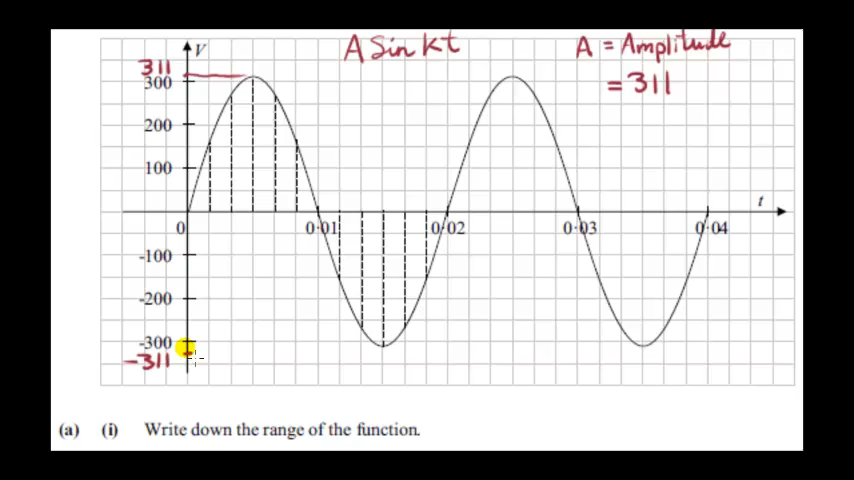 V
A Sin kt
A = Amplitude
= 311
311
300
200
100
t
0
0·01
0·02
0·03
0·04
-100
-200
-300
-311
(a) (i) Write down the range of the function.